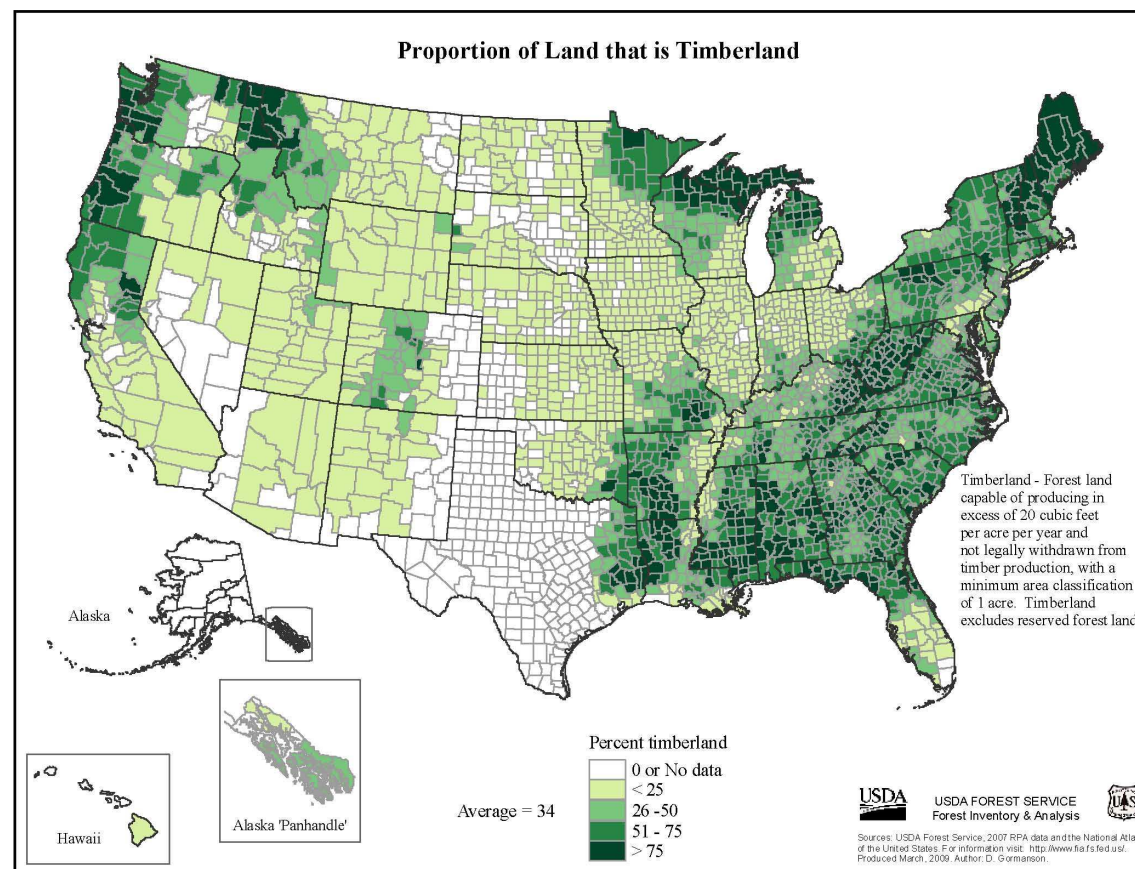 Proportion of Land that is Timberland
Timberland - Forest land
capable of producing in
excess of 20 cubic feet
per acre per year and
not legally withdrawn from
timber production, with a
minimum area classification
of 1 acre. Timberland
excludes reserved forest land
Alaska
Hawaii
Alaska 'Panhandle'
Average = 34
Percent timberland
0 or No data
< 25
26 -50
51 - 75
> 75
USDA
USDA FOREST SERVICE
Forest Inventory & Analysis
Sources: USDA Forest Service, 2007 RPA data and the National Atla
of the United States. For information visit: http://www.fia.fs.fed.us/.
Produced March, 2009. Author: D. Gormanson.